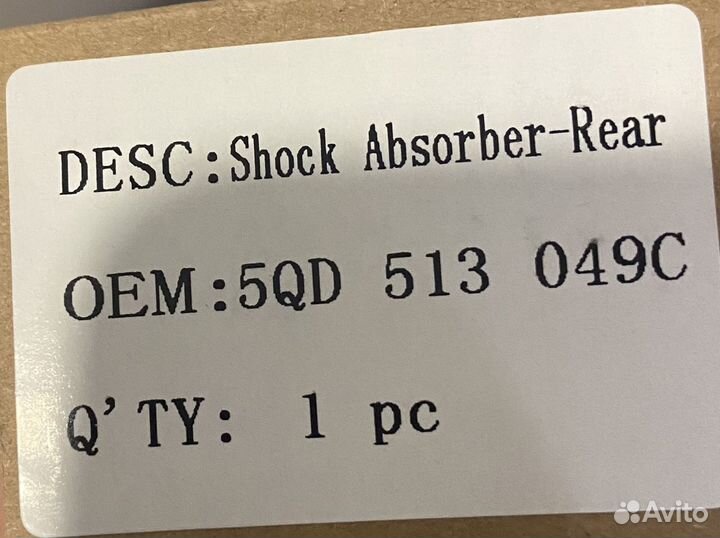 DESC:Shock Absorber-Rear
OEM:5QD 513 049C
Q'TY: 1 pc
Avito